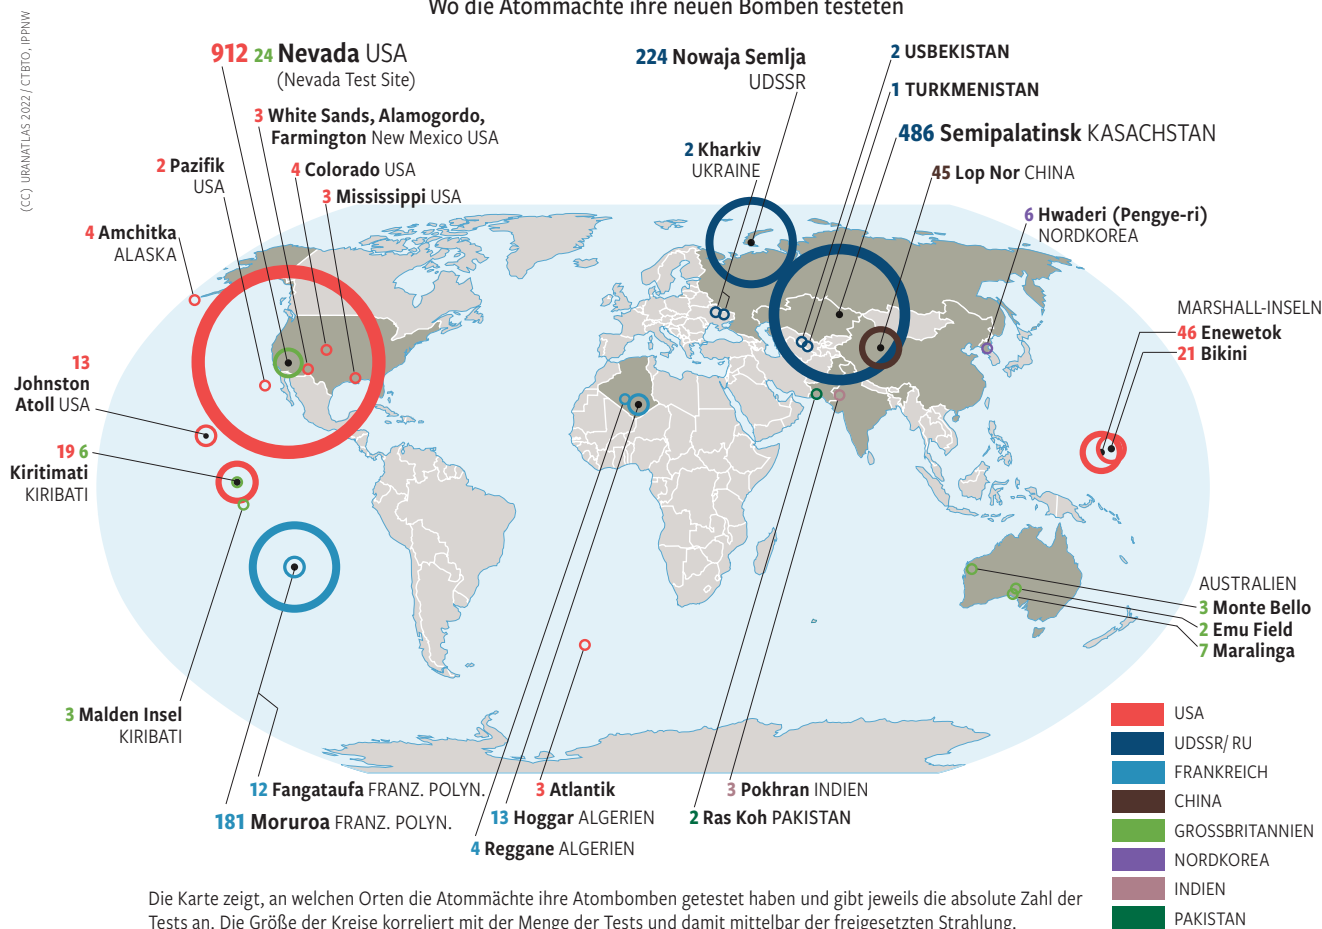 Wo die Atommächte ihre neuen Bomben testeten
(CC) URANATLAS 2022 / CTBTO, IPPNW
912 24 Nevada USA
(Nevada Test Site)
3 White Sands, Alamogordo,
Farmington New Mexico USA
2 Pazifik
USA
4 Colorado USA
3 Mississippi USA
4 Amchitka
ALASKA
224 Nowaja Semlja
UDSSR
2 Kharkiv
UKRAINE
2 USBEKISTAN
1 TURKMENISTAN
486 Semipalatinsk KASACHSTAN
45 Lop Nor CHINA
6 Hwaderi (Pengye-ri)
NORDKOREA
MARSHALL-INSELN
46 Enewetok
21 Bikini
13
Johnston
Atoll USA
19 6
Kiritimati
KIRIBATI
3 Malden Insel
KIRIBATI
12 Fangataufa FRANZ. POLYN.
181 Moruroa FRANZ. POLYN.
3 Atlantik
13 Hoggar ALGERIEN
4 Reggane ALGERIEN
3 Pokhran INDIEN
2 Ras Koh PAKISTAN
AUSTRALIEN
3 Monte Bello
2 Emu Field
7 Maralinga
USA
UDSSR/ RU
FRANKREICH
CHINA
GROSSBRITANNIEN
NORDKOREA
INDIEN
PAKISTAN
Die Karte zeigt, an welchen Orten die Atommächte ihre Atombomben getestet haben und gibt jeweils die absolute Zahl der
Tests an. Die Größe der Kreise korreliert mit der Menge der Tests und damit mittelbar der freigesetzten Strahlung.